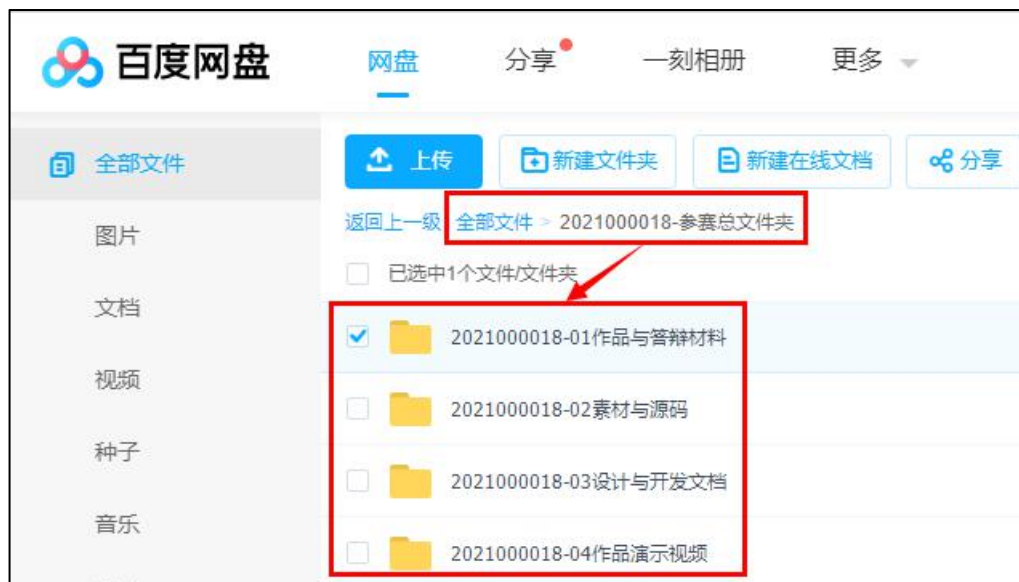 百度网盘 网盘 分享 一刻相册 更多
全部文件
图片
文档
视频
种子
音乐
上传 新建文件夹 新建在线文档 分享
返回上一级 全部文件 > 2021000018-参赛总文件夹
已选中1个文件/文件夹
2021000018-01作品与答辩材料
2021000018-02素材与源码
2021000018-03设计与开发文档
2021000018-04作品演示视频